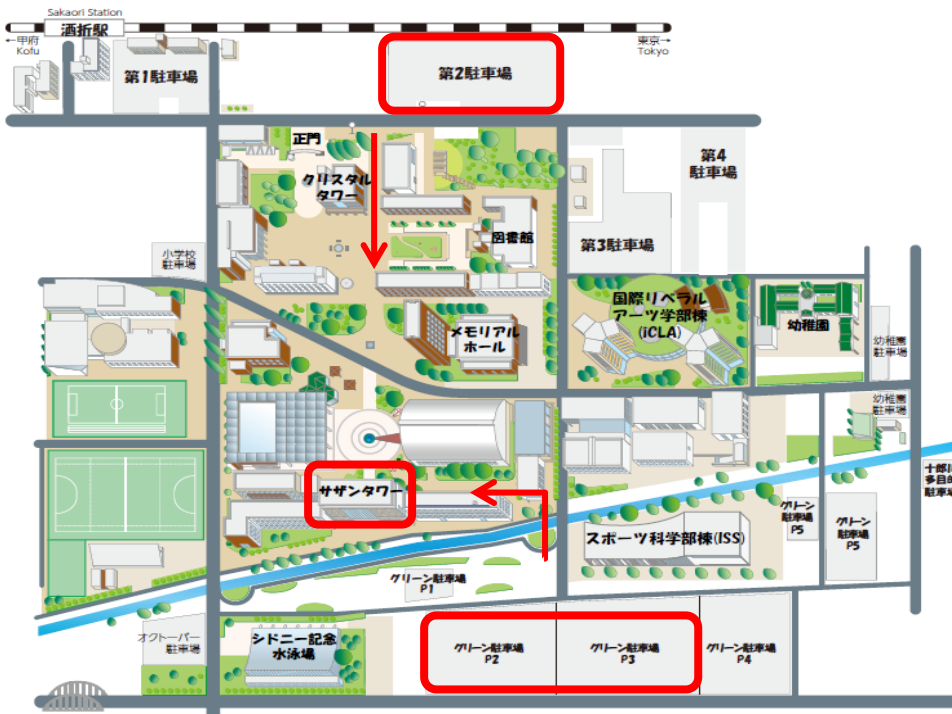 Sakaori Station
酒折駅
←甲府
Kofu
東京→
Tokyo
第1駐車場
第2駐車場
正門
クリスタル
タワー
第4
駐車場
図書館
第3駐車場
小学校
駐車場
国際リベラル
アーツ学部棟
(iCLA)
幼稚園
メモリアル
ホール
幼稚園
駐車場
幼稚園
駐車場
サザンタワー
十郎川
多目的
駐車場
スポーツ科学部棟(ISS)
グリーン
駐車場
P5
グリーン
駐車場
P5
グリーン駐車場
P1
オクトーバー
駐車場
シドニー記念
水泳場
グリーン駐車場
P2
グリーン駐車場
P3
グリーン駐車場
P4